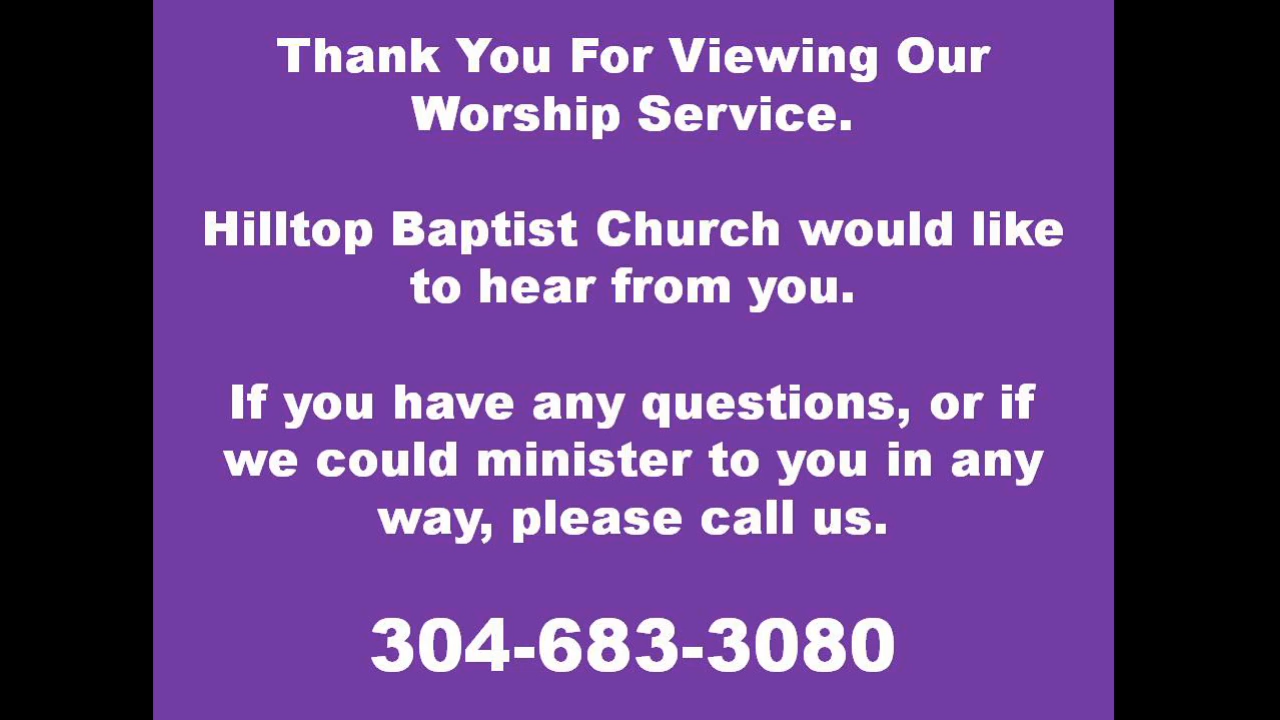 Thank You For Viewing Our
Worship Service.
Hilltop Baptist Church would like
to hear from you.
If you have any questions, or if
we could minister to you in any
way, please call us.
304-683-3080